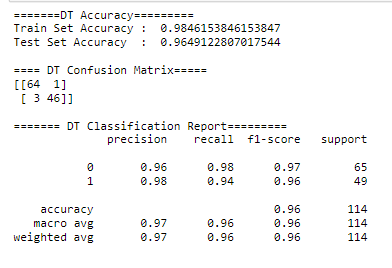 =======DT Accuracy=========
Train Set Accuracy :  0.9846153846153847
Test Set Accuracy  :  0.9649122807017544
==== DT Confusion Matrix=====
[[64  1]
 [ 3 46]]
======= DT Classification Report=========
              precision    recall  f1-score   support
           0       0.96      0.98      0.97        65
           1       0.98      0.94      0.96        49
    accuracy                           0.96       114
   macro avg       0.97      0.96      0.96       114
weighted avg       0.97      0.96      0.96       114